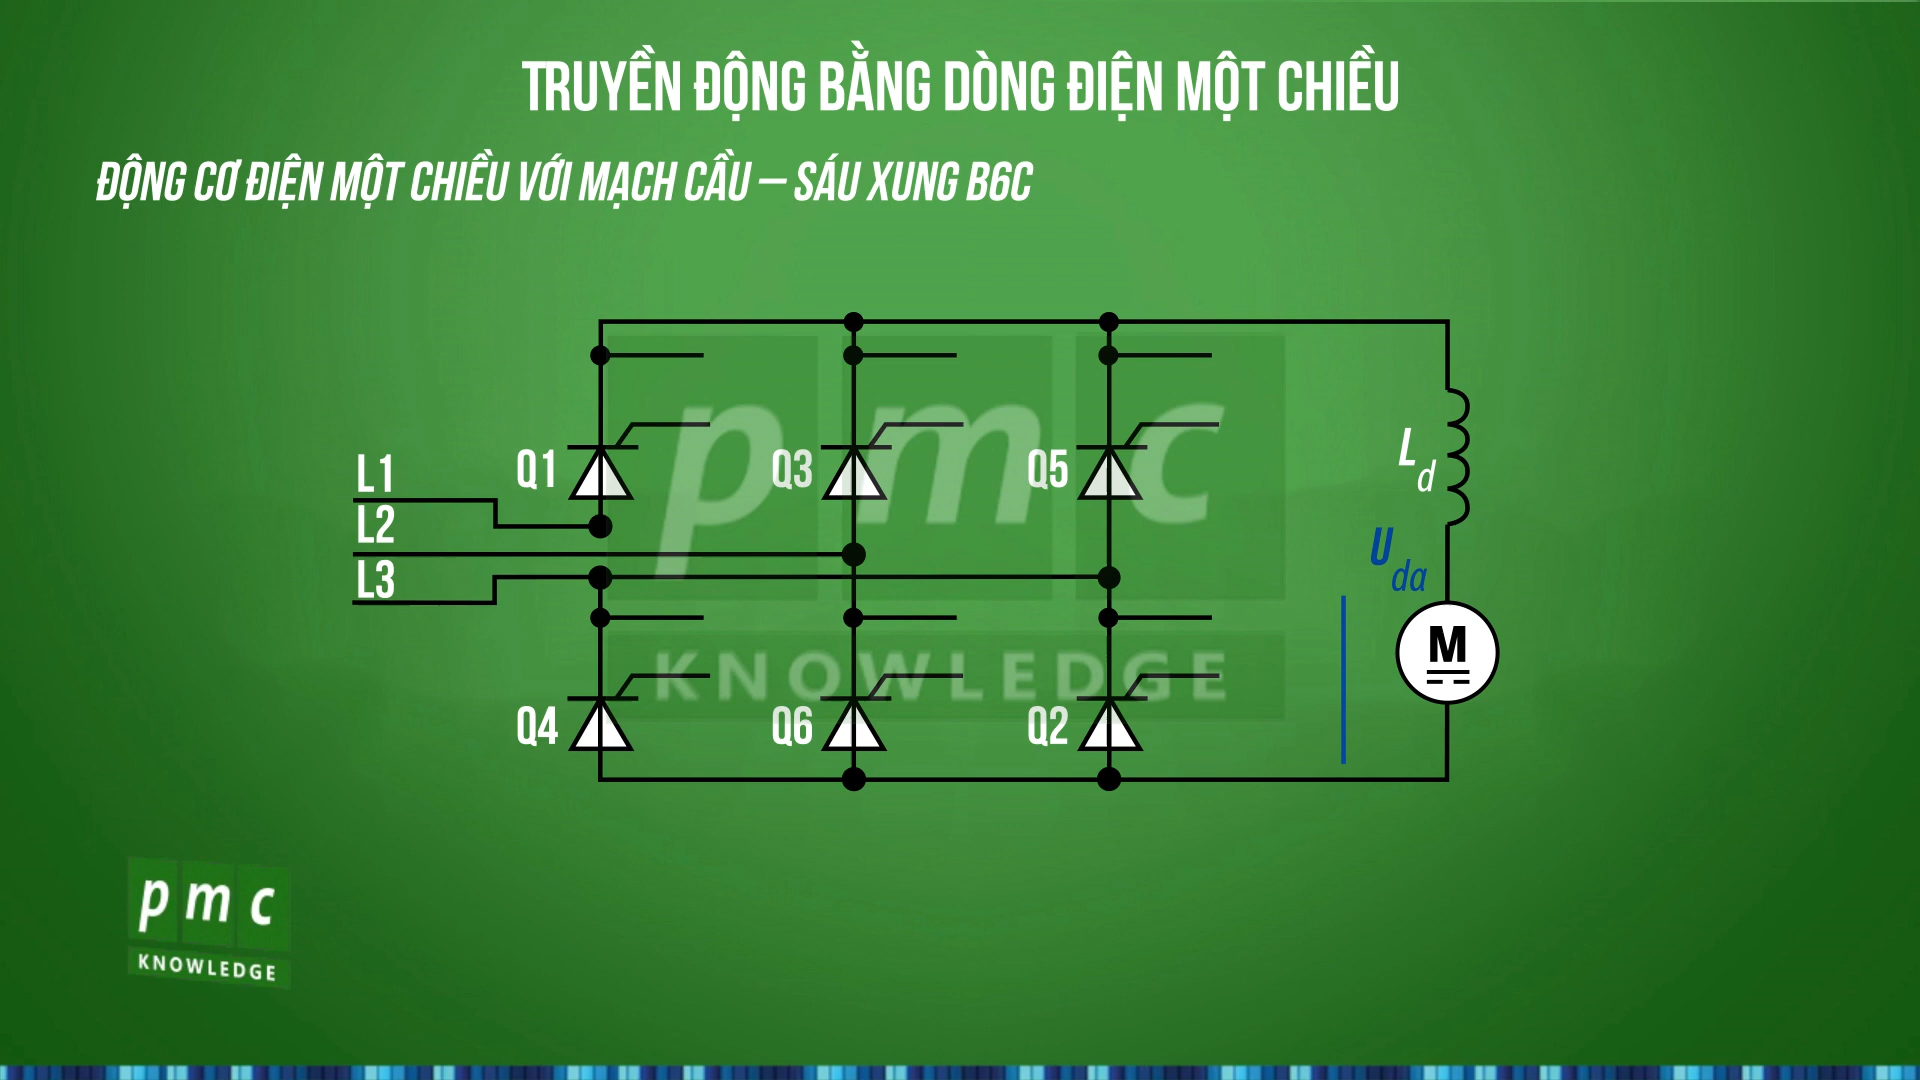 TRUYỀN ĐỘNG BẰNG DÒNG ĐIỆN MỘT CHIỀU
ĐỘNG CƠ ĐIỆN MỘT CHIỀU VỚI MẠCH CẦU – SÁU XUNG B6C
Q1
Q3
Q5
L1
L2
L3
Ld
Uda
M
Q4
Q6
Q2
pmc
KNOWLEDGE
pmc
KNOWLEDGE